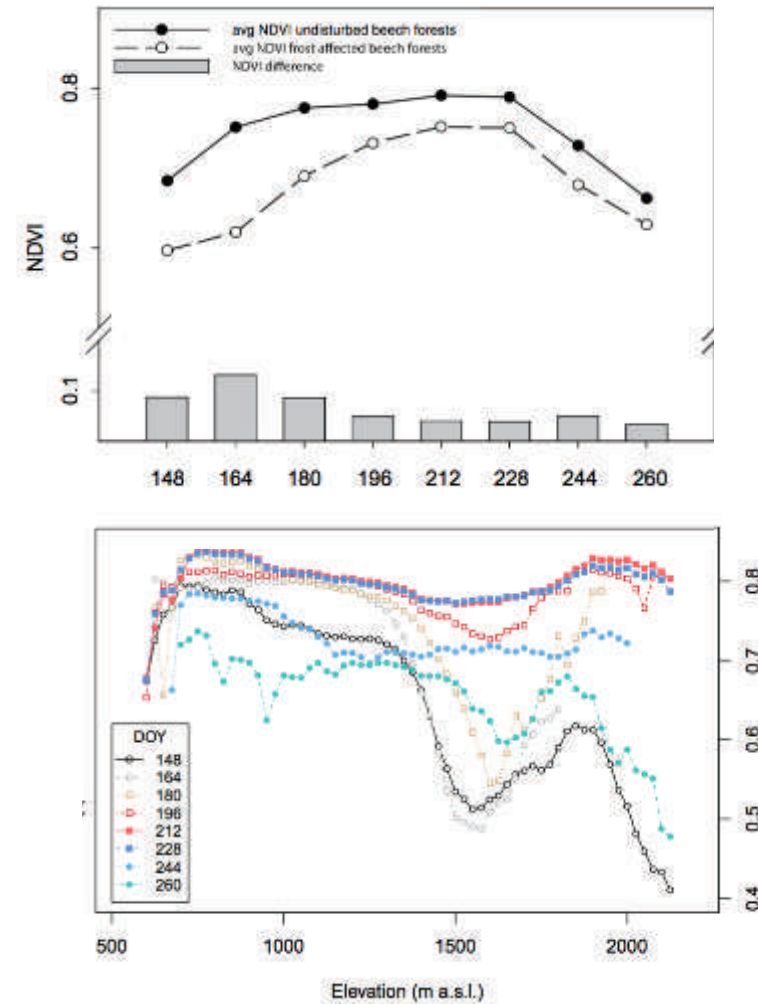 avg NDVI undisturbed beech forests
avg NDVI frost affected beech forests
NDVI difference
NDVI
0.8
0.6
0.1
148 164 180 196 212 228 244 260
DOY
148
164
180
196
212
228
244
260
0.8
0.7
0.6
0.5
0.4
500 1000 1500 2000
Elevation (m a.s.l.)